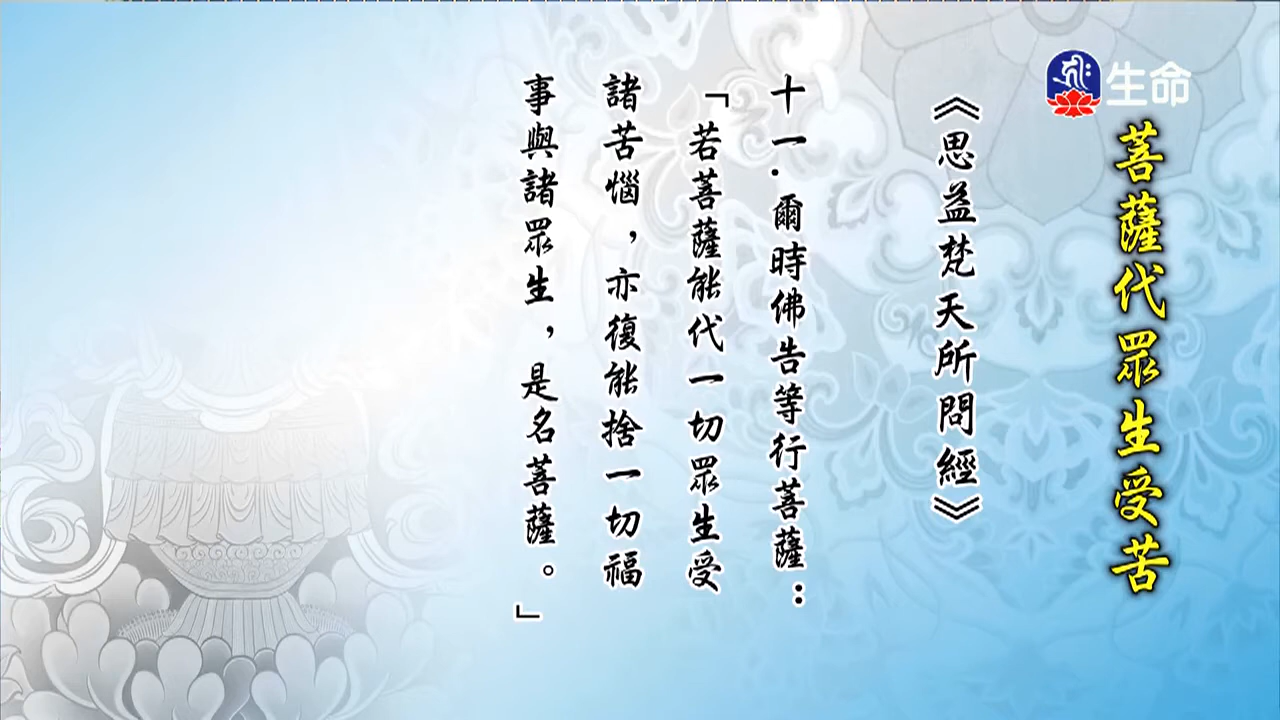 生命
菩薩代眾生受苦
《思益梵天所問經》
十一．爾時佛告等行菩薩：
「若菩薩能代一切眾生受
諸苦惱，亦復能捨一切福
事與諸眾生，是名菩薩。」